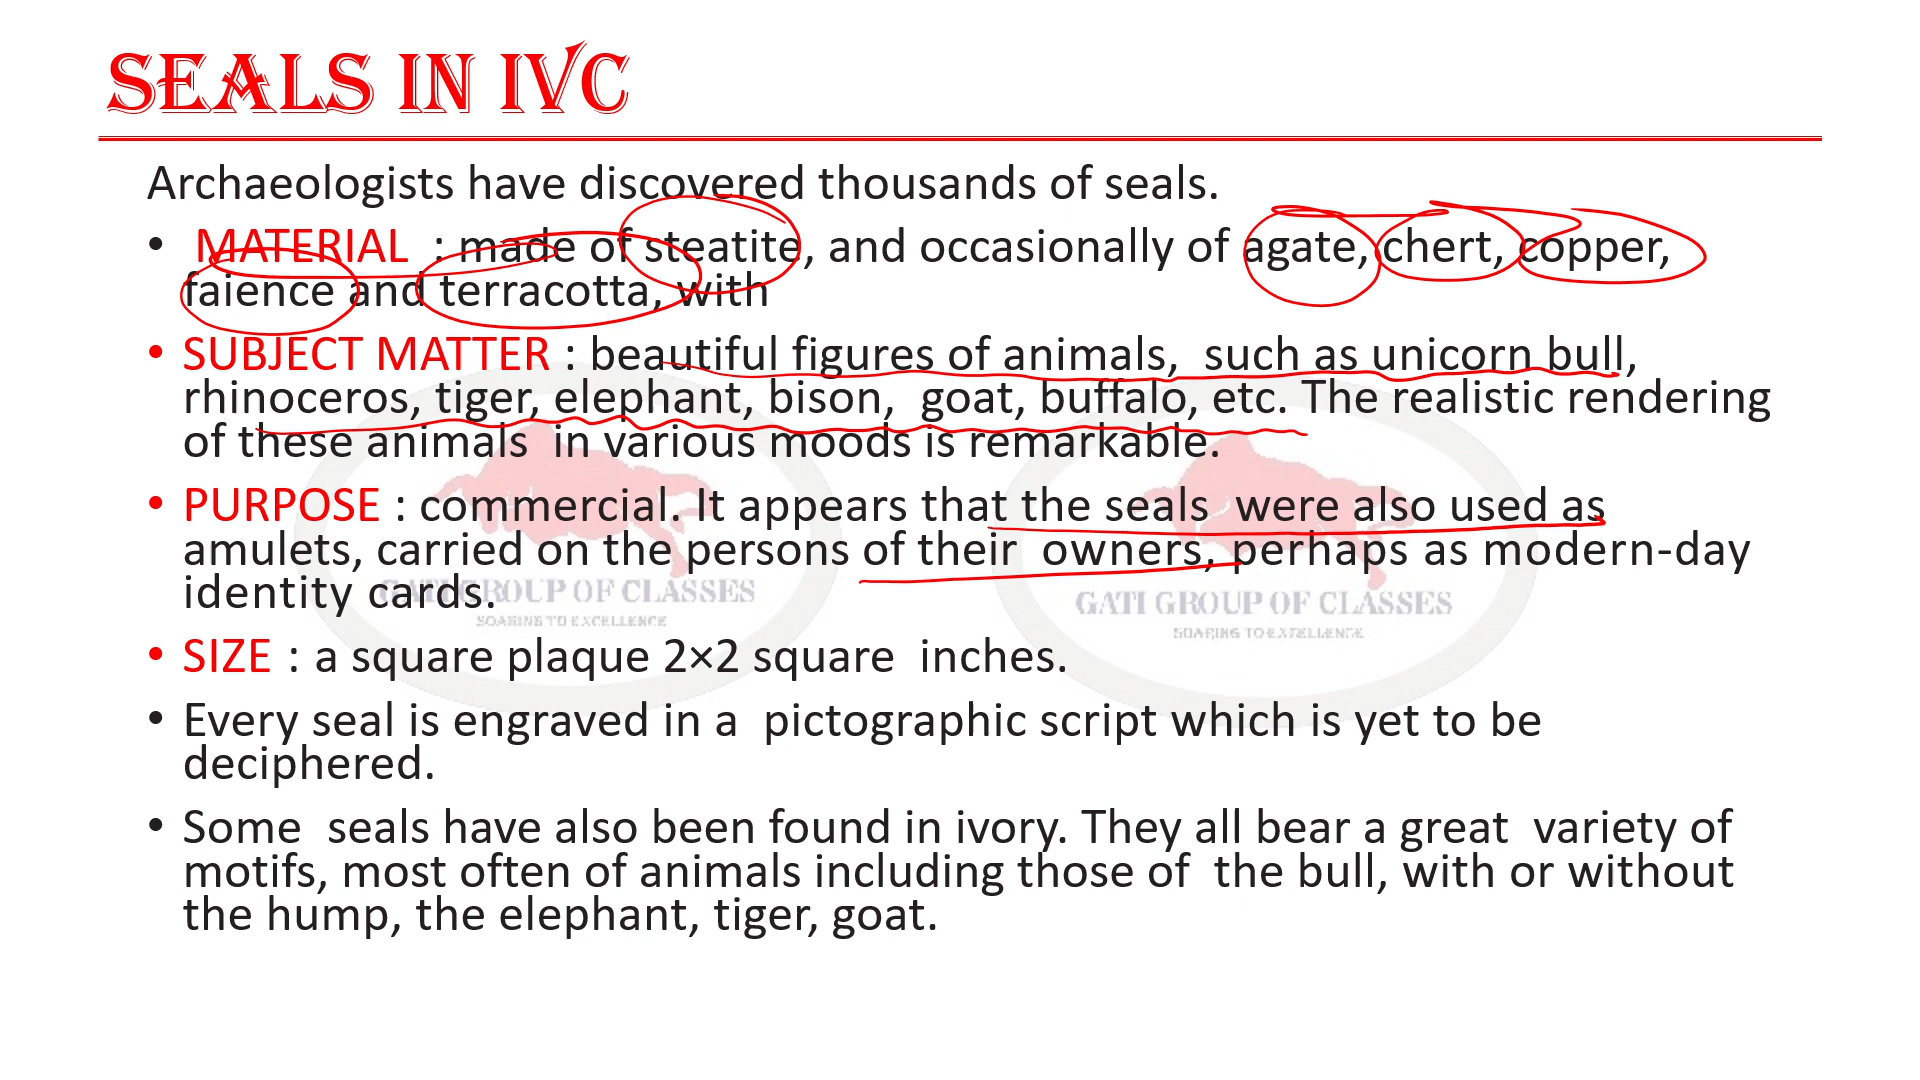 SEALS IN IVC
Archaeologists have discovered thousands of seals.
• MATERIAL : made of steatite, and occasionally of agate, chert, copper,
faience and terracotta, with
• SUBJECT MATTER : beautiful figures of animals, such as unicorn bull,
rhinoceros, tiger, elephant, bison, goat, buffalo, etc. The realistic rendering
of these animals in various moods is remarkable.
• PURPOSE : commercial. It appears that the seals were also used as
amulets, carried on the persons of their owners, perhaps as modern-day
identity cards.
• SIZE : a square plaque 2×2 square inches.
• Every seal is engraved in a pictographic script which is yet to be
deciphered.
• Some seals have also been found in ivory. They all bear a great variety of
motifs, most often of animals including those of the bull, with or without
the hump, the elephant, tiger, goat.
GATI GROUP OF CLASSES
SOARING TO EXCELLENCE
GATI GROUP OF CLASSES
SOARING TO EXCELLENCE